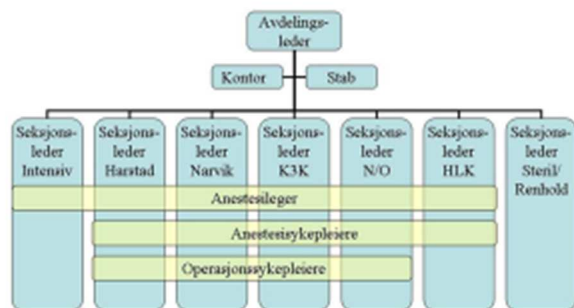 Avdelings-
leder
Kontor
Stab
Seksjons-
leder
Intensiv
Seksjons-
leder
Harstad
Seksjons-
leder
Narvik
Seksjons-
leder
K3K
Seksjons-
leder
N/O
Seksjons-
leder
HLK
Seksjons-
leder
Steril/
Renhold
Anestesileger
Anestesisykepleiere
Operasjonssykepleiere